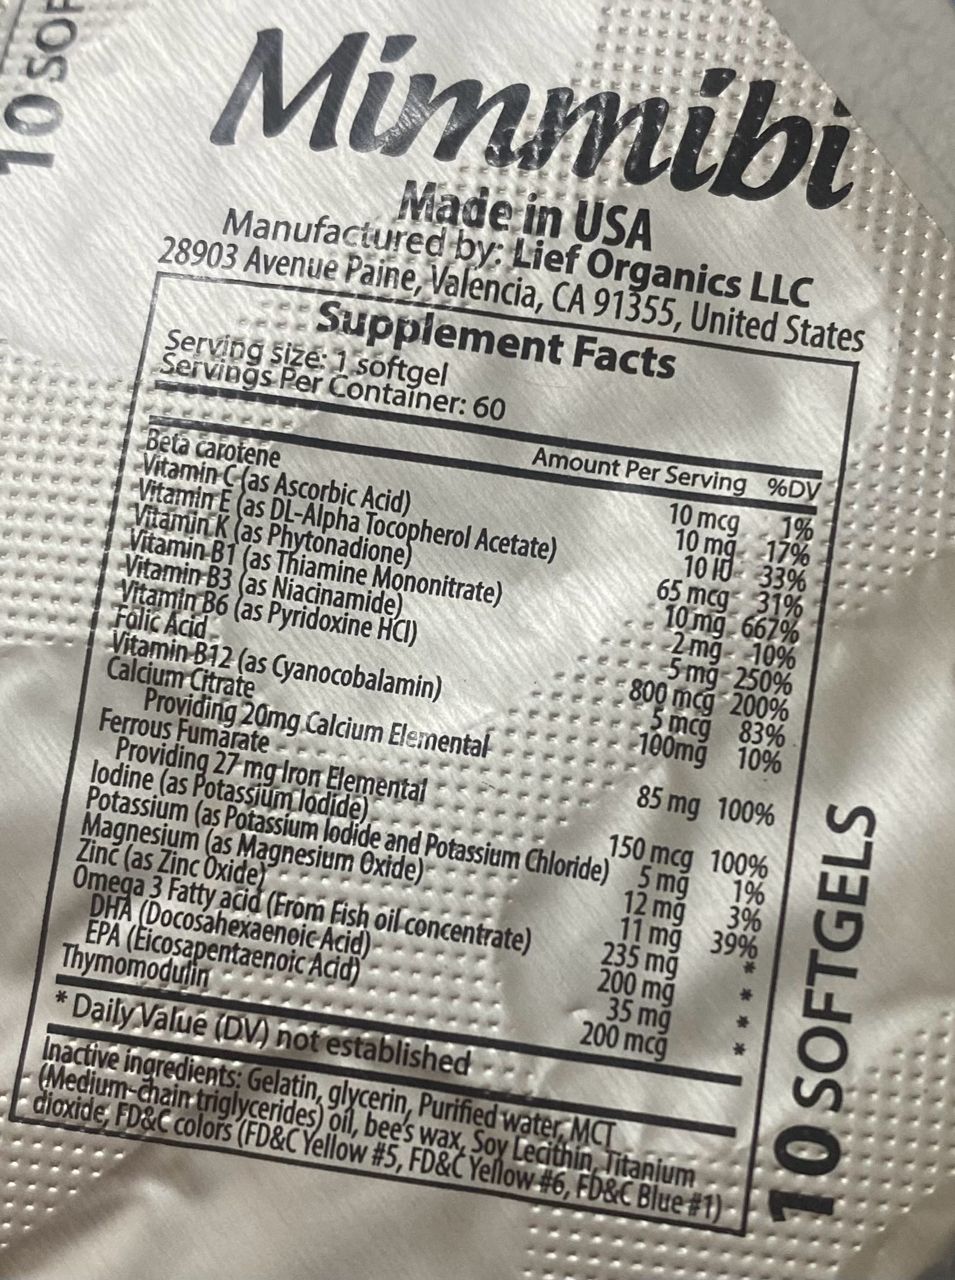 10 SOF
Mimmibi
Made in USA
Manufactured by: Lief Organics LLC
28903 Avenue Paine, Valencia, CA 91355, United States
Supplement Facts
Serving size: 1 softgel
Servings Per Container: 60
Amount Per Serving %DV
Beta carotene 10 mcg 1%
Vitamin C (as Ascorbic Acid) 10 mg 17%
Vitamin E (as DL-Alpha Tocopherol Acetate) 10 IU 33%
Vitamin K (as Phytonadione) 65 mcg 31%
Vitamin B1 (as Thiamine Mononitrate) 10 mg 667%
Vitamin B3 (as Niacinamide) 2 mg 10%
Vitamin B6 (as Pyridoxine HCl) 5 mg 250%
Folic Acid 800 mcg 200%
Vitamin B12 (as Cyanocobalamin) 5 mcg 83%
Calcium Citrate 100mg 10%
Providing 20mg Calcium Elemental
Ferrous Fumarate 85 mg 100%
Providing 27 mg Iron Elemental
Iodine (as Potassium Iodide) 150 mcg 100%
Potassium (as Potassium Iodide and Potassium Chloride) 5 mg 1%
Magnesium (as Magnesium Oxide) 12 mg 3%
Zinc (as Zinc Oxide) 11 mg 39%
Omega 3 Fatty acid (From Fish oil concentrate) 235 mg *
DHA (Docosahexaenoic Acid) 200 mg *
EPA (Eicosapentaenoic Acid) 35 mg *
Thymomodulin 200 mcg *
* Daily Value (DV) not established
Inactive ingredients: Gelatin, glycerin, Purified water, MCT
(Medium-chain triglycerides) oil, bee's wax, Soy Lecithin, Titanium
dioxide, FD&C colors (FD&C Yellow #5, FD&C Yellow #6, FD&C Blue #1)
10 SOFTGELS